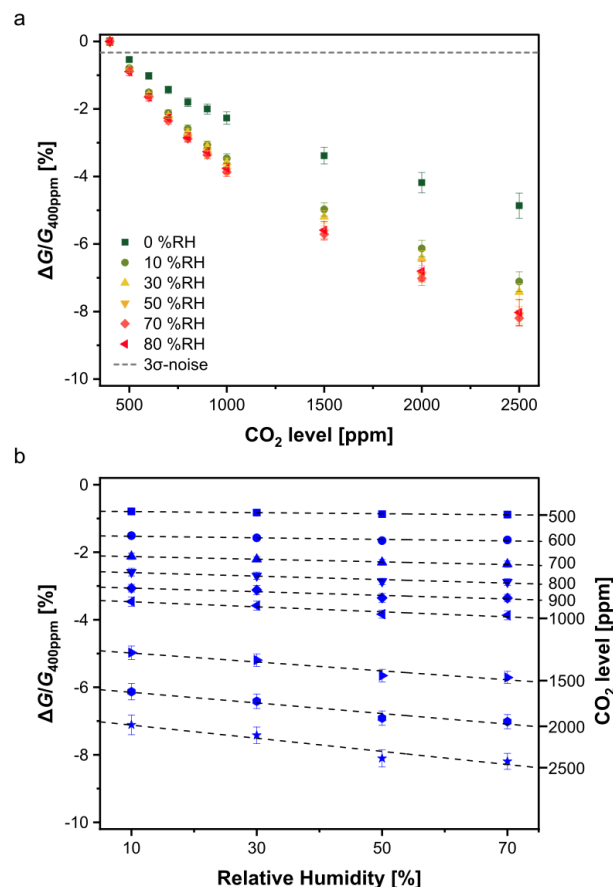 a
0
-2
-4
-6
-8
-10
ΔG/G400ppm [%]
0 %RH
10 %RH
30 %RH
50 %RH
70 %RH
80 %RH
3σ-noise
500 1000 1500 2000 2500
CO2 level [ppm]
b
0
-2
-4
-6
-8
-10
ΔG/G400ppm [%]
500
600
700
800
900
1000
1500
2000
2500
CO2 level [ppm]
10 30 50 70
Relative Humidity [%]